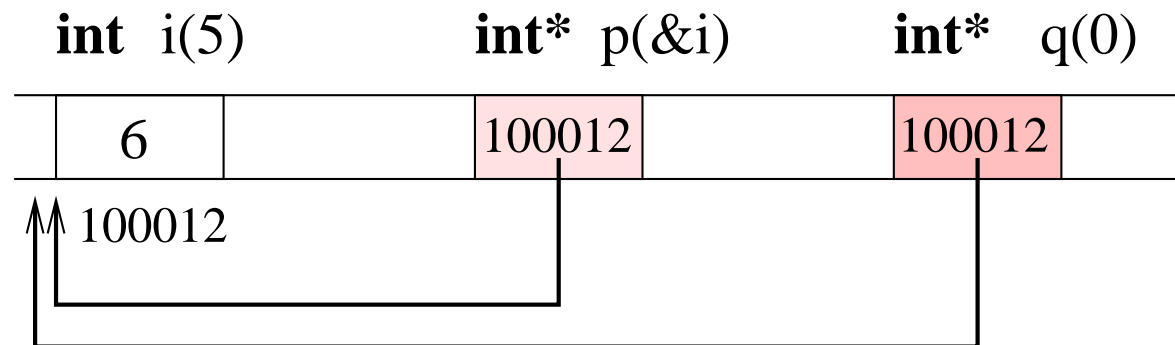 int i(5) int* p(&i) int* q(0)
6 100012 100012
100012